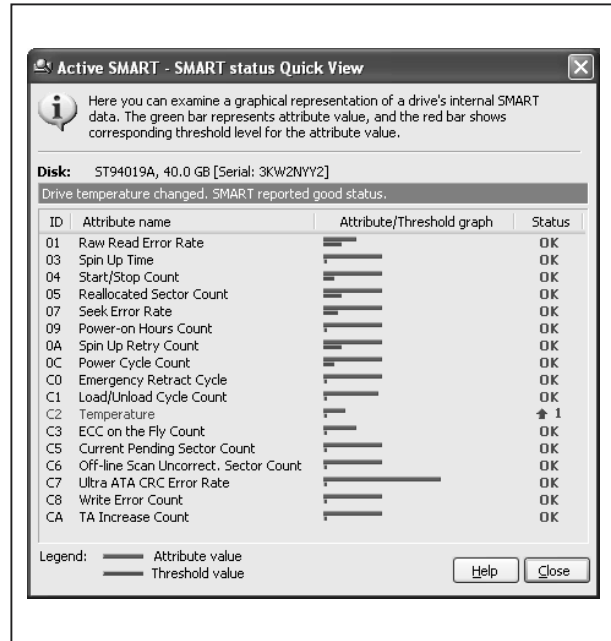 Active SMART - SMART status Quick View
Here you can examine a graphical representation of a drive's internal SMART
data. The green bar represents attribute value, and the red bar shows
corresponding threshold level for the attribute value.
Disk: ST94019A, 40.0 GB [Serial: 3KW2NYY2]
Drive temperature changed. SMART reported good status.
ID Attribute name Attribute/Threshold graph Status
01 Raw Read Error Rate OK
03 Spin Up Time OK
04 Start/Stop Count OK
05 Reallocated Sector Count OK
07 Seek Error Rate OK
09 Power-on Hours Count OK
0A Spin Up Retry Count OK
0C Power Cycle Count OK
C0 Emergency Retract Cycle OK
C1 Load/Unload Cycle Count OK
C2 Temperature 1
C3 ECC on the Fly Count OK
C5 Current Pending Sector Count OK
C6 Off-line Scan Uncorrect. Sector Count OK
C7 Ultra ATA CRC Error Rate OK
C8 Write Error Count OK
CA TA Increase Count OK
Legend: Attribute value
Threshold value
Help Close